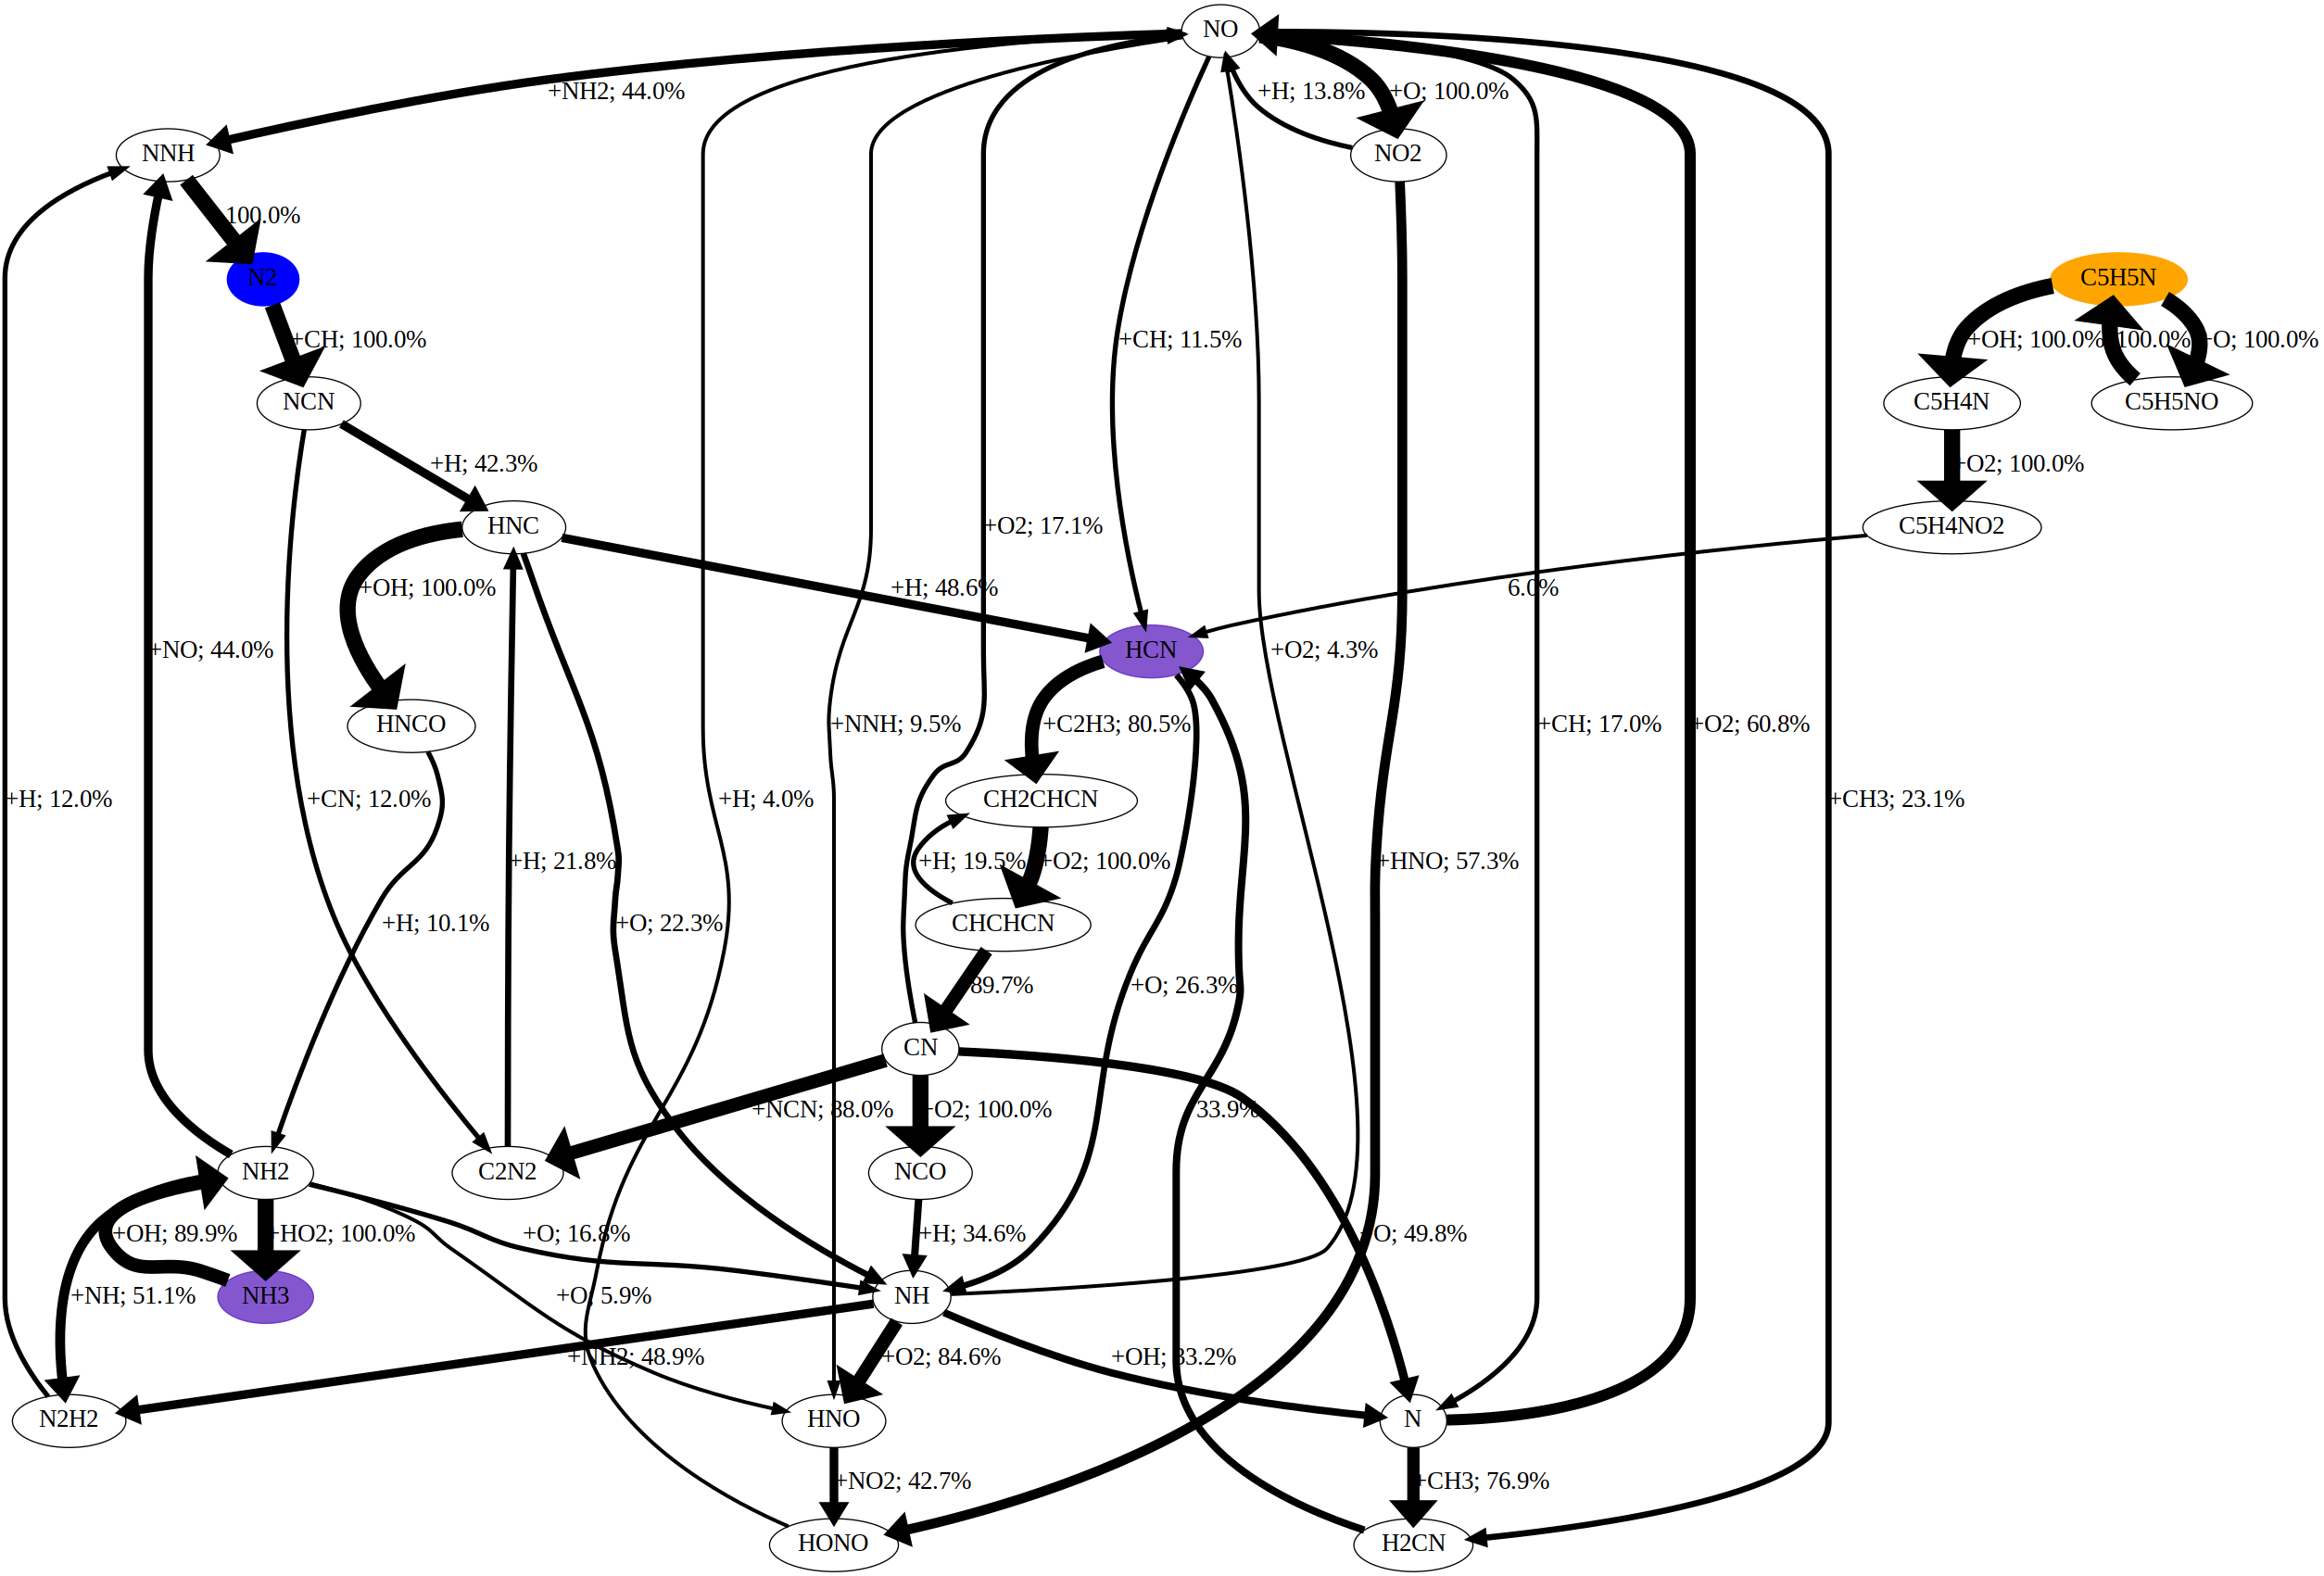 NO
+NH2; 44.0%
+H; 13.8%
+O; 100.0%
NNH
NO2
100.0%
N2
C5H5N
+CH; 100.0%
+CH; 11.5%
+OH; 100.0%
100.0%
+O; 100.0%
NCN
C5H4N
C5H5NO
+H; 42.3%
+O2; 100.0%
HNC
+O2; 17.1%
C5H4NO2
+OH; 100.0%
+H; 48.6%
6.0%
+NO; 44.0%
HCN
+O2; 4.3%
HNCO
+NNH; 9.5%
+C2H3; 80.5%
+CH; 17.0%
+O2; 60.8%
+H; 12.0%
+CN; 12.0%
+H; 4.0%
CH2CHCN
+CH3; 23.1%
+H; 21.8%
+H; 19.5%
+O2; 100.0%
+HNO; 57.3%
+H; 10.1%
+O; 22.3%
CHCHCN
89.7%
+O; 26.3%
CN
+NCN; 88.0%
+O2; 100.0%
33.9%
NH2
C2N2
NCO
+OH; 89.9%
+HO2; 100.0%
+O; 16.8%
+H; 34.6%
+O; 49.8%
+NH; 51.1%
NH3
+O; 5.9%
NH
+NH2; 48.9%
+O2; 84.6%
+OH; 33.2%
N2H2
HNO
N
+NO2; 42.7%
+CH3; 76.9%
HONO
H2CN